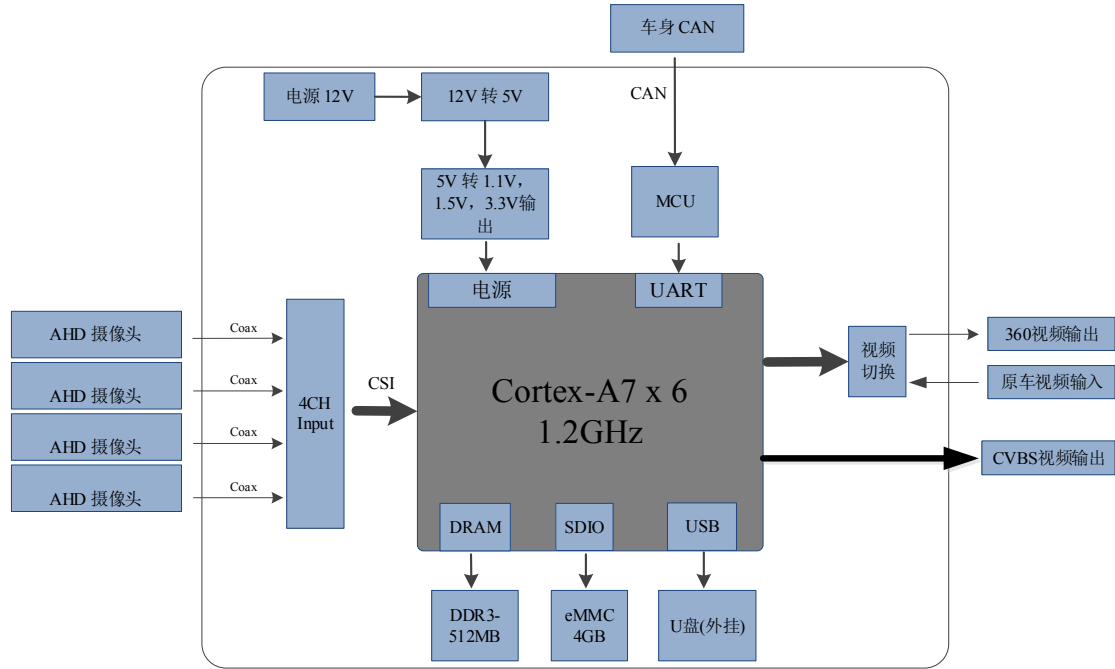 车身 CAN
电源 12V
12V 转 5V
CAN
5V 转 1.1V，
1.5V，3.3V输
出
MCU
电源
UART
AHD 摄像头
Coax
AHD 摄像头
Coax
AHD 摄像头
Coax
AHD 摄像头
Coax
4CH
Input
CSI
Cortex-A7 x 6
1.2GHz
视频
切换
360视频输出
原车视频输入
CVBS视频输出
DRAM
SDIO
USB
DDR3-
512MB
eMMC
4GB
U盘(外挂)